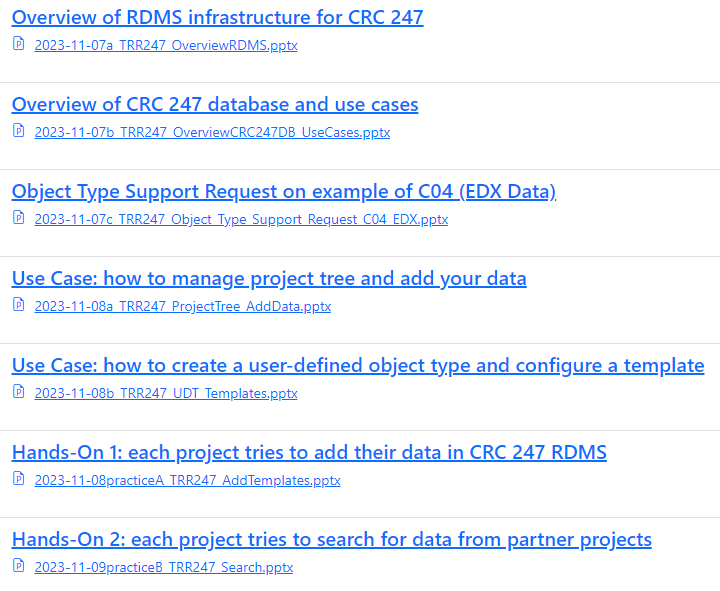 Overview of RDMS infrastructure for CRC 247
2023-11-07a_TRR247_OverviewRDMS.pptx
Overview of CRC 247 database and use cases
2023-11-07b_TRR247_OverviewCRC247DB_UseCases.pptx
Object Type Support Request on example of C04 (EDX Data)
2023-11-07c_TRR247_Object_Type_Support_Request_C04_EDX.pptx
Use Case: how to manage project tree and add your data
2023-11-08a_TRR247_ProjectTree_AddData.pptx
Use Case: how to create a user-defined object type and configure a template
2023-11-08b_TRR247_UDT_Templates.pptx
Hands-On 1: each project tries to add their data in CRC 247 RDMS
2023-11-08practiceA_TRR247_AddTemplates.pptx
Hands-On 2: each project tries to search for data from partner projects
2023-11-09practiceB_TRR247_Search.pptx